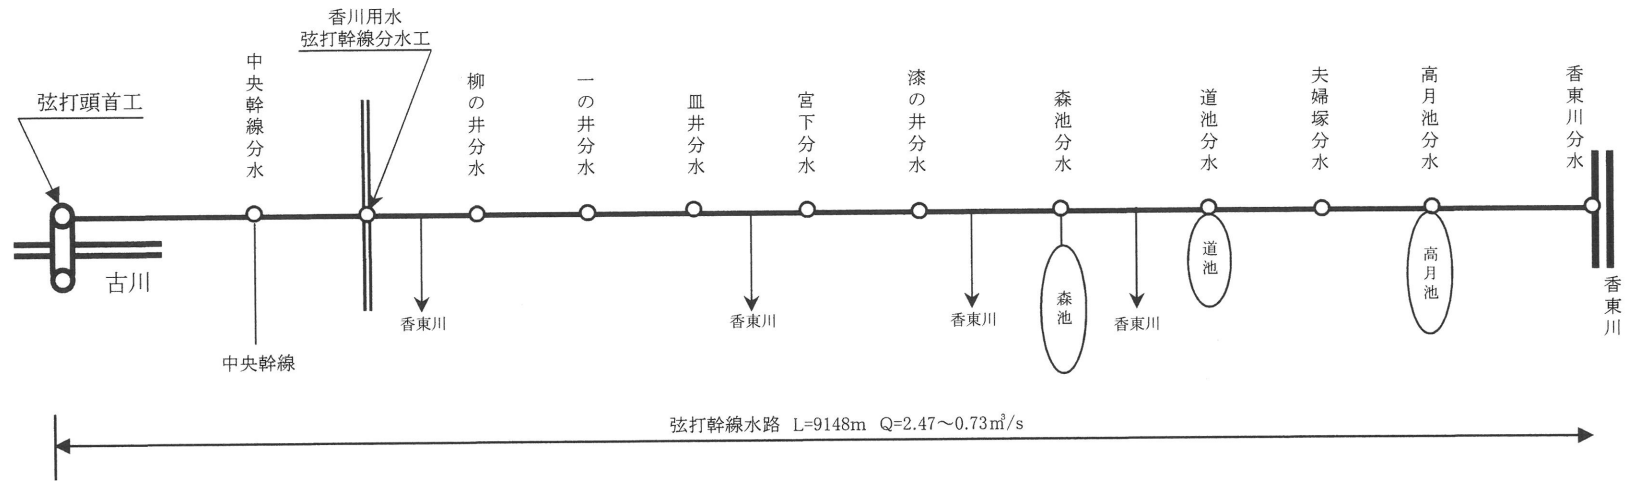 香川用水
弦打幹線分水工
弦打頭首工
中央幹線分水
柳の井分水
一の井分水
皿井分水
宮下分水
漆の井分水
森池分水
道池分水
夫婦塚分水
高月池分水
香東川分水
古川
中央幹線
香東川
香東川
香東川
森池
香東川
道池
高月池
香東川
弦打幹線水路 L=9148m Q=2.47～0.73㎥/s